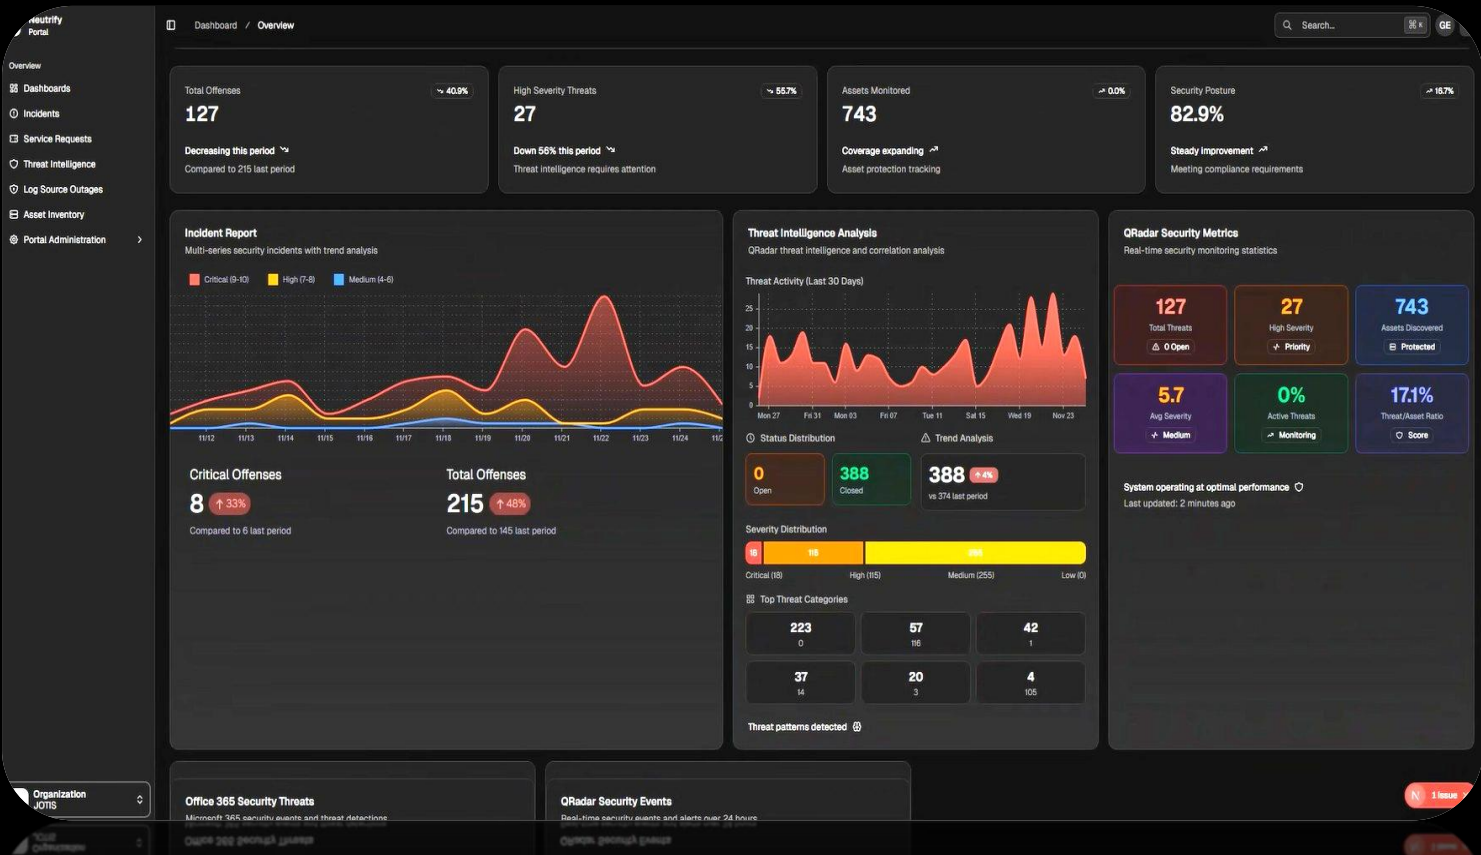 Neutrify
Portal
Overview
Dashboards
Incidents
Service Requests
Threat Intelligence
Log Source Outages
Asset Inventory
Portal Administration
Organization
JOTIS
Dashboard / Overview
Search...
⌘ K
GE
Total Offenses
40.9%
127
Decreasing this period
Compared to 215 last period
High Severity Threats
55.7%
27
Down 56% this period
Threat intelligence requires attention
Assets Monitored
0.0%
743
Coverage expanding
Asset protection tracking
Security Posture
16.7%
82.9%
Steady improvement
Meeting compliance requirements
Incident Report
Multi-series security incidents with trend analysis
Critical (9-10) High (7-8) Medium (4-6)
11/12 11/13 11/14 11/15 11/16 11/17 11/18 11/19 11/20 11/21 11/22 11/23 11/24
Critical Offenses
8 ↑ 33%
Compared to 6 last period
Total Offenses
215 ↑ 48%
Compared to 145 last period
Threat Intelligence Analysis
QRadar threat intelligence and correlation analysis
Threat Activity (Last 30 Days)
25
20
15
10
5
0
Mon 27 Fri 31 Mon 03 Fri 07 Tue 11 Sat 15 Wed 19 Nov 23
Status Distribution
0
Open
388
Closed
Trend Analysis
388 ↑ 4%
vs 374 last period
Severity Distribution
18 115 255
Critical (18) High (115) Medium (255) Low (0)
Top Threat Categories
223
0
57
116
42
1
37
14
20
3
4
105
Threat patterns detected
QRadar Security Metrics
Real-time security monitoring statistics
127
Total Threats
0 Open
27
High Severity
Priority
743
Assets Discovered
Protected
5.7
Avg Severity
Medium
0%
Active Threats
Monitoring
17.1%
Threat/Asset Ratio
Score
System operating at optimal performance
Last updated: 2 minutes ago
Office 365 Security Threats
Microsoft 365 security events and threat detections
QRadar Security Events
Real-time security events and alerts over 24 hours
N 1 Issue